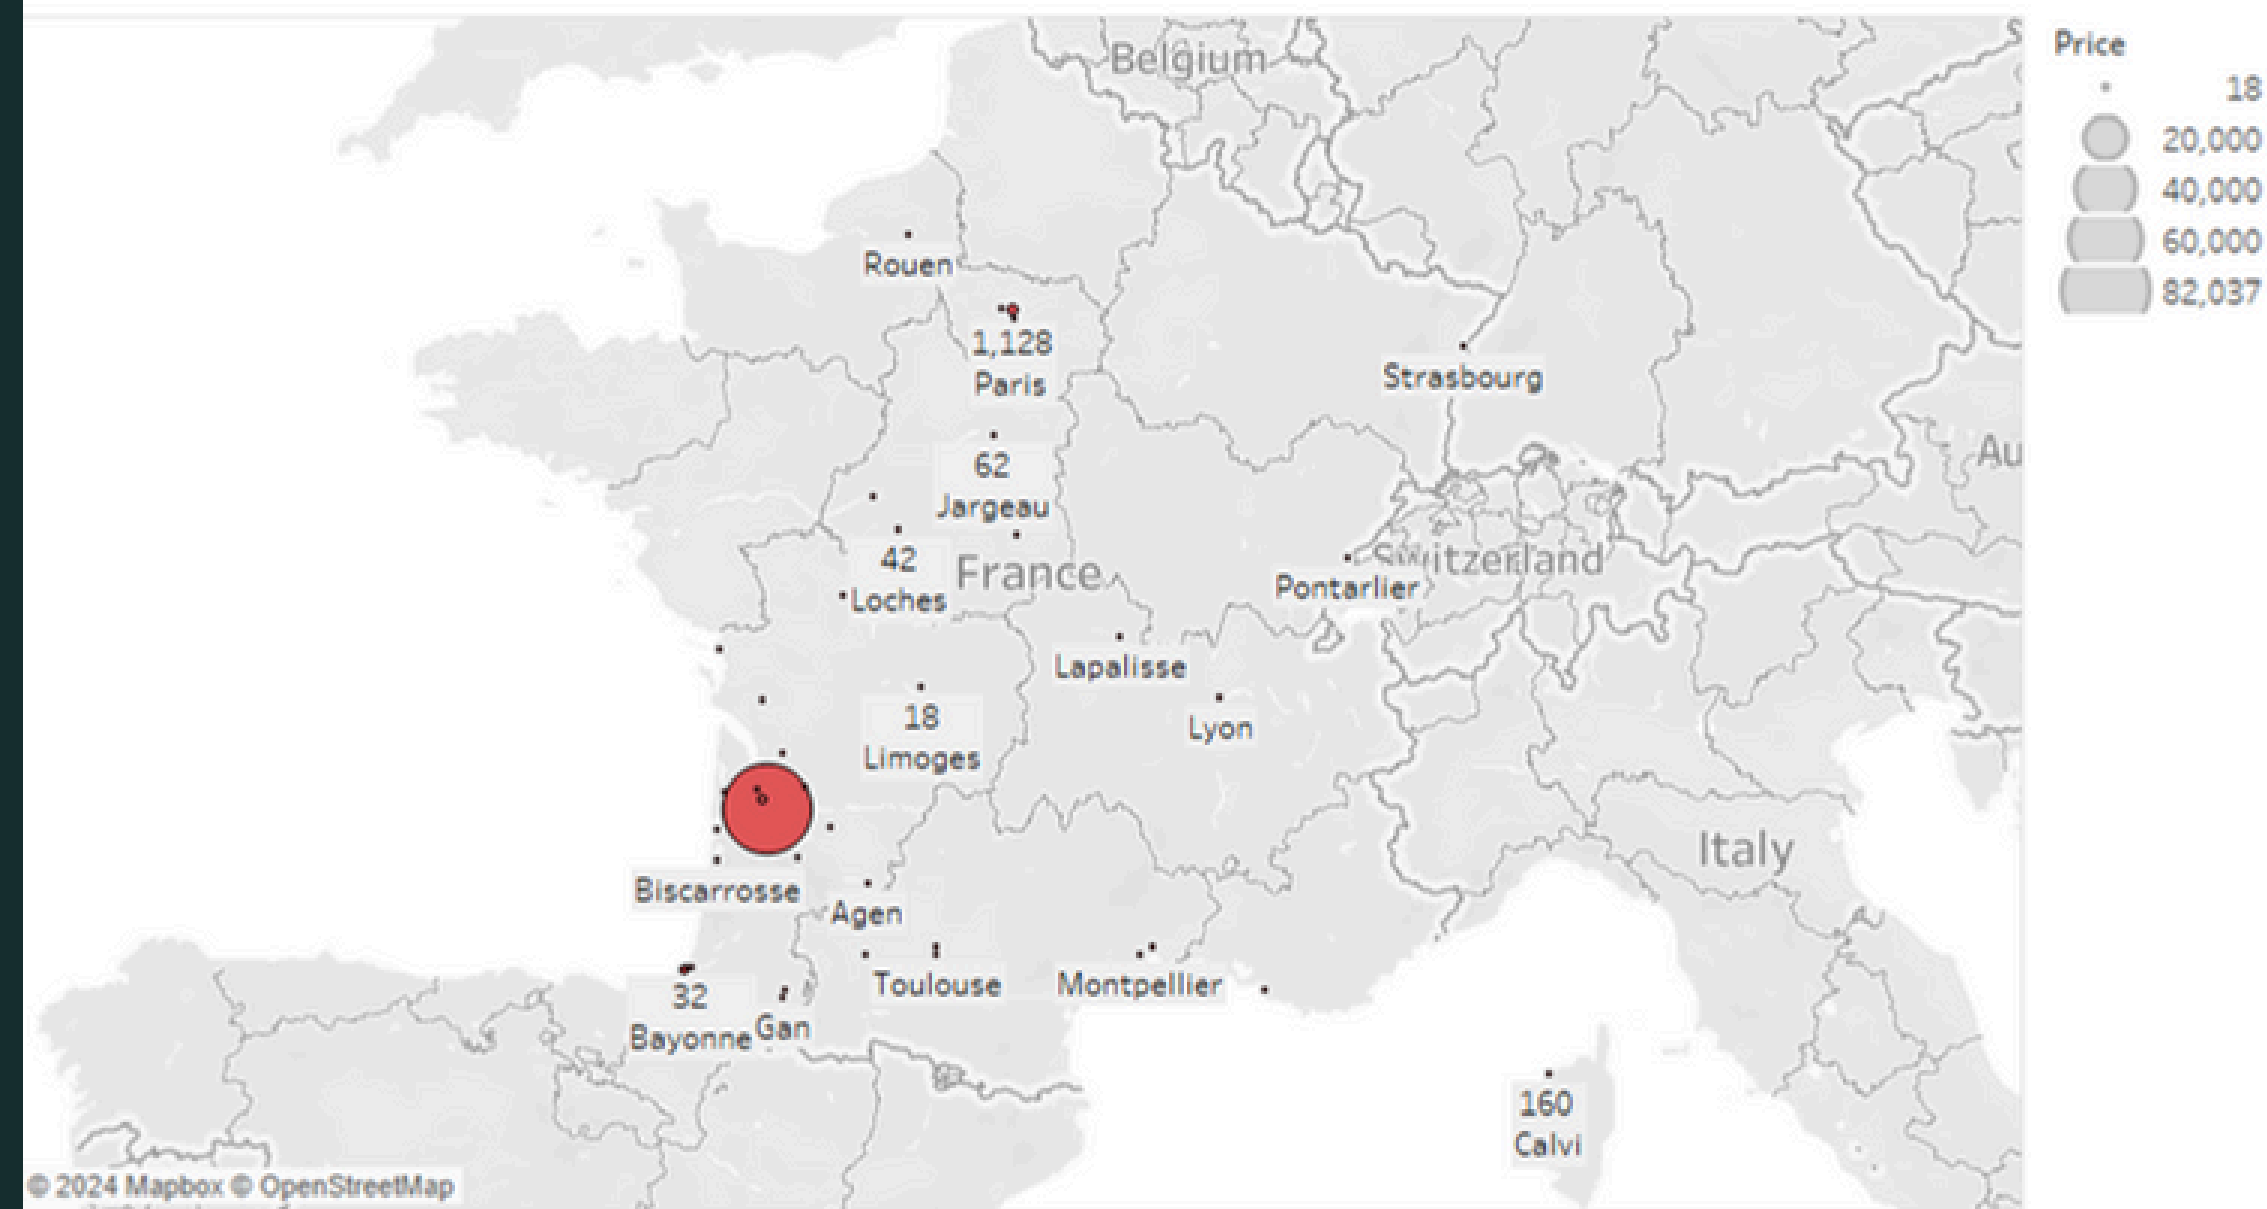 Belgium
Price
18
20,000
40,000
60,000
82,037
Rouen
1,128
Paris
Strasbourg
Au
62
Jargeau
42
Loches
France
Switzerland
Pontarlier
Lapalisse
Lyon
18
Limoges
Italy
Biscarrosse
Agen
Toulouse
Montpellier
32
Bayonne
Gan
160
Calvi
© 2024 Mapbox © OpenStreetMap